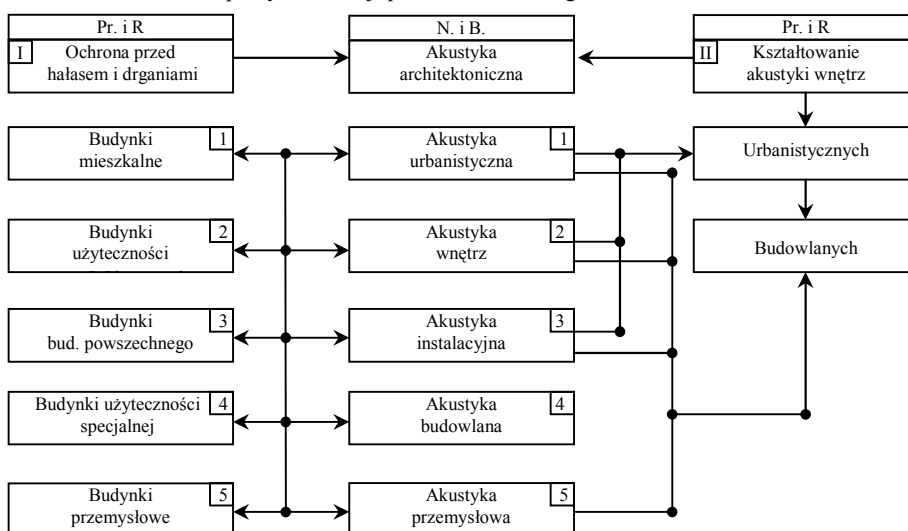 Pr. i R
I
Ochrona przed
hałasem i drganiami
N. i B.
Akustyka
architektoniczna
Pr. i R
II
Kształtowanie
akustyki wnętrz
Budynki
mieszkalne
1
Akustyka
urbanistyczna
1
Urbanistycznych
Budynki
użyteczności
2
Akustyka
wnętrz
2
Budowlanych
Budynki
bud. powszechnego
3
Akustyka
instalacyjna
3
Budynki użyteczności
specjalnej
4
Akustyka
budowlana
4
Budynki
przemysłowe
5
Akustyka
przemysłowa
5